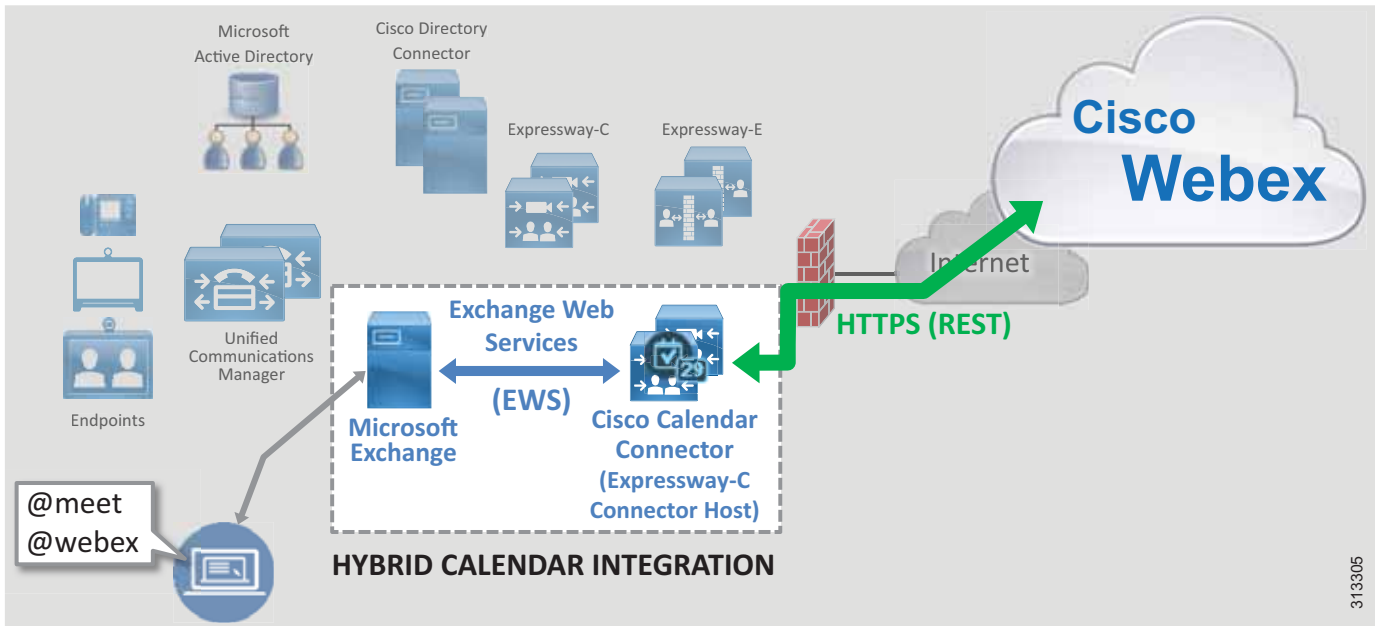 Microsoft
Active Directory
Cisco Directory
Connector
Expressway-C
Expressway-E
Cisco
Webex
Internet
HTTPS (REST)
Unified
Communications
Manager
Endpoints
Exchange Web
Services
(EWS)
29
Microsoft
Exchange
Cisco Calendar
Connector
(Expressway-C
Connector Host)
@meet
@webex
HYBRID CALENDAR INTEGRATION
313305